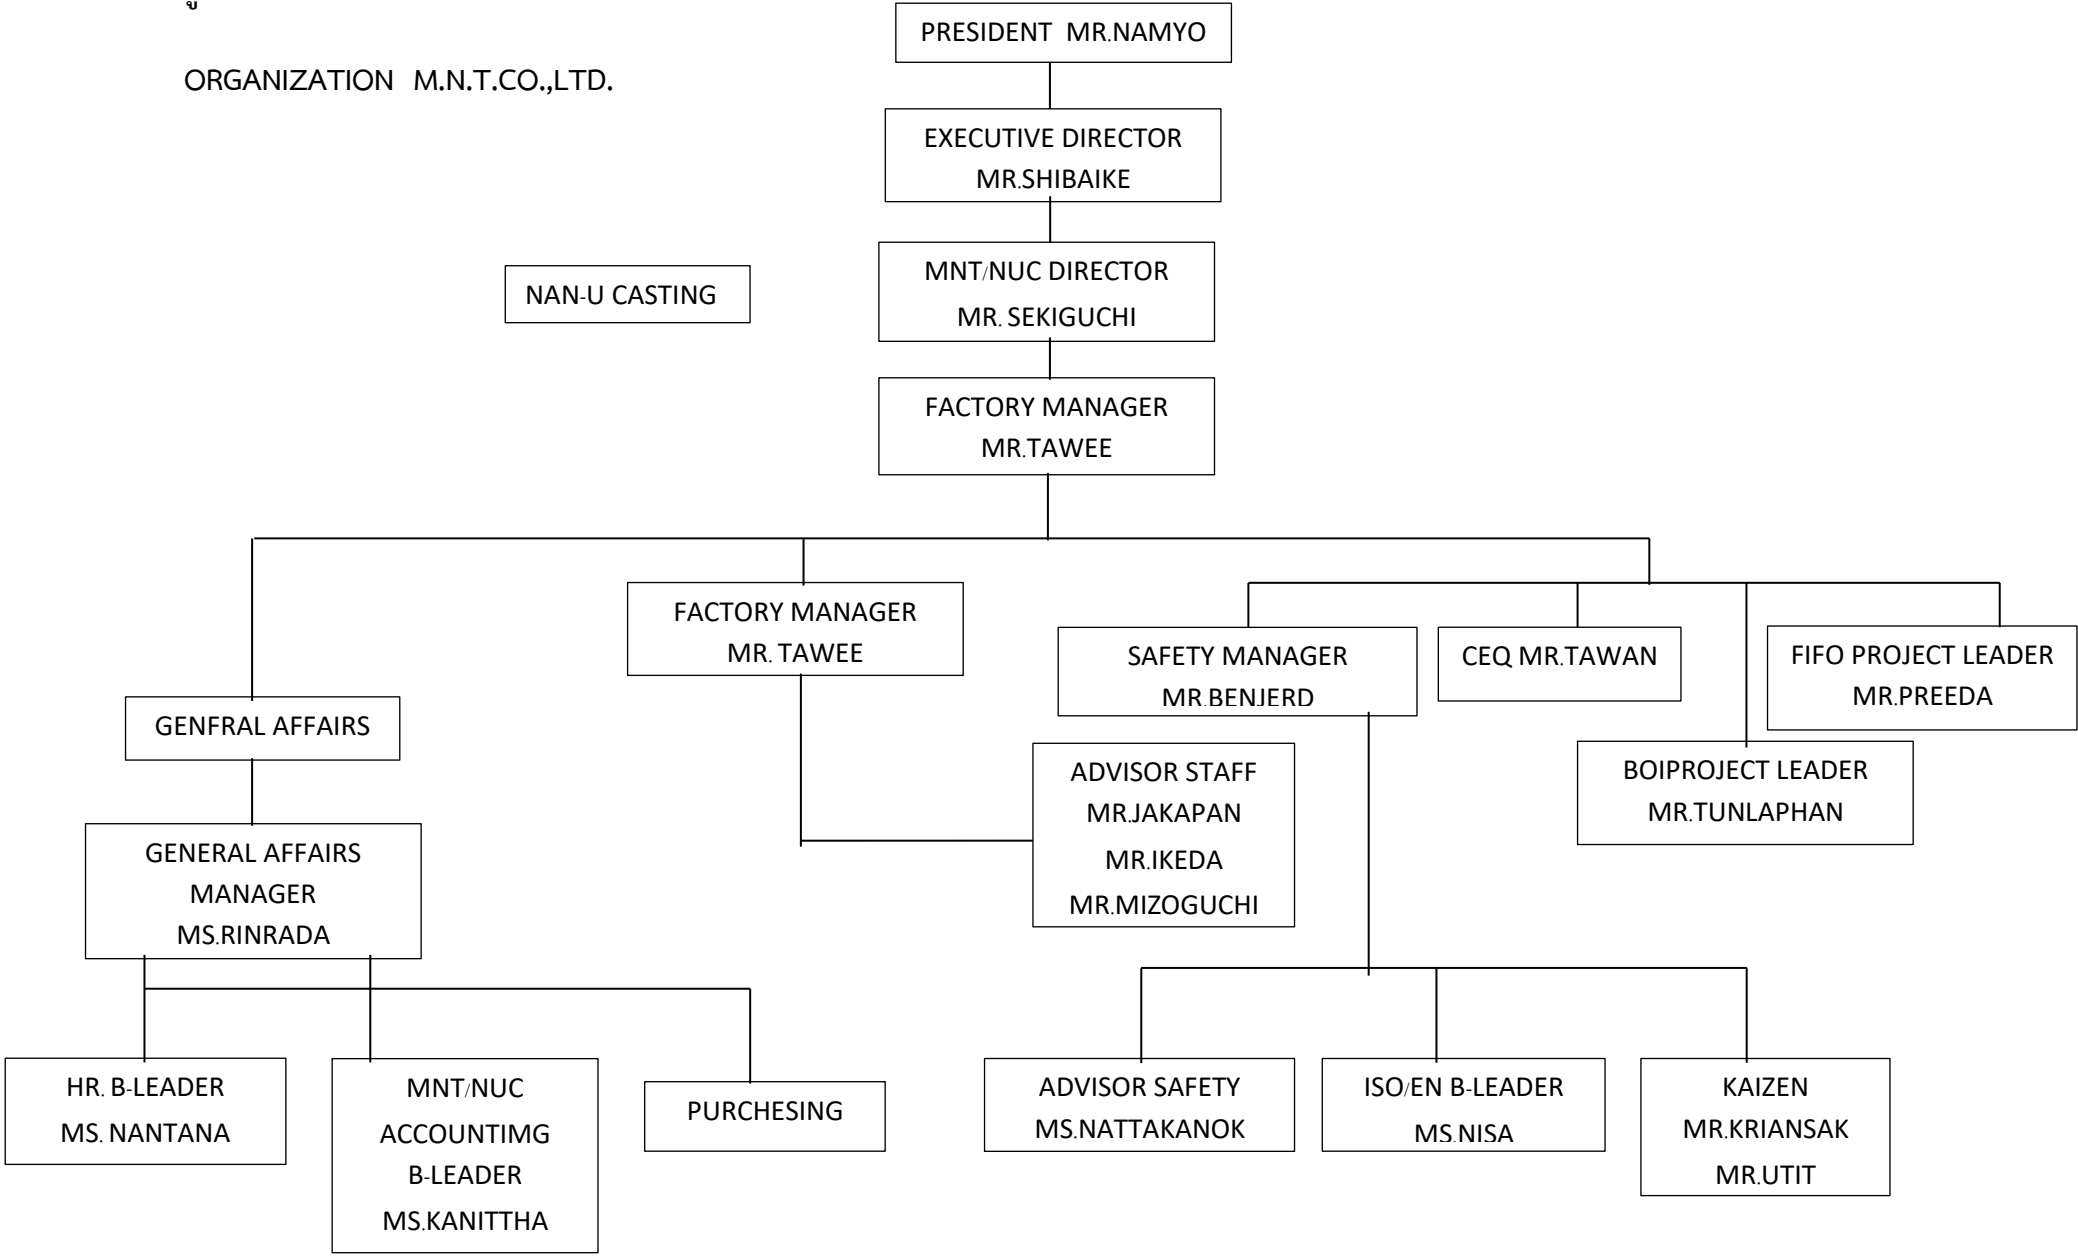 ORGANIZATION M.N.T.CO.,LTD.
PRESIDENT MR.NAMYO
EXECUTIVE DIRECTOR
MR.SHIBAIKE
NAN-U CASTING
MNT/NUC DIRECTOR
MR. SEKIGUCHI
FACTORY MANAGER
MR.TAWEE
FACTORY MANAGER
MR. TAWEE
SAFETY MANAGER
MR.BENJERD
CEQ MR.TAWAN
FIFO PROJECT LEADER
MR.PREEDA
GENFRAL AFFAIRS
ADVISOR STAFF
MR.JAKAPAN
MR.IKEDA
MR.MIZOGUCHI
BOIPROJECT LEADER
MR.TUNLAPHAN
GENERAL AFFAIRS
MANAGER
MS.RINRADA
HR. B-LEADER
MS. NANTANA
MNT/NUC
ACCOUNTIMG
B-LEADER
MS.KANITTHA
PURCHESING
ADVISOR SAFETY
MS.NATTAKANOK
ISO/EN B-LEADER
MS.NISA
KAIZEN
MR.KRIANSAK
MR.UTIT